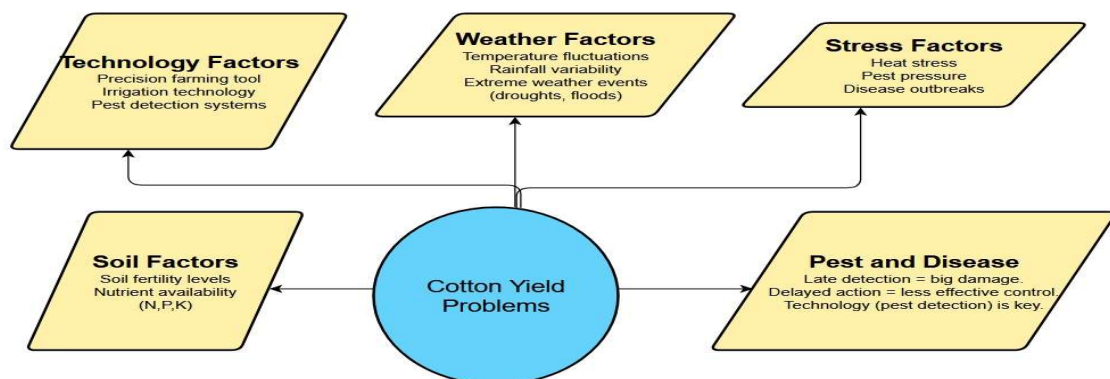 Technology Factors
Precision farming tool
Irrigation technology
Pest detection systems
Weather Factors
Temperature fluctuations
Rainfall variability
Extreme weather events
(droughts, floods)
Stress Factors
Heat stress
Pest pressure
Disease outbreaks
Soil Factors
Soil fertility levels
Nutrient availability
(N,P,K)
Cotton Yield
Problems
Pest and Disease
Late detection = big damage.
Delayed action = less effective control.
Technology (pest detection) is key.